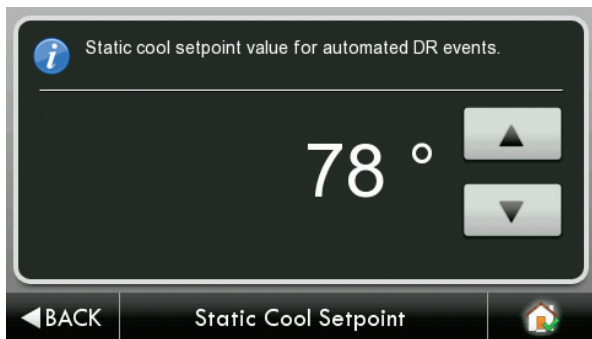 Static cool setpoint value for automated DR events.
78 °
BACK
Static Cool Setpoint